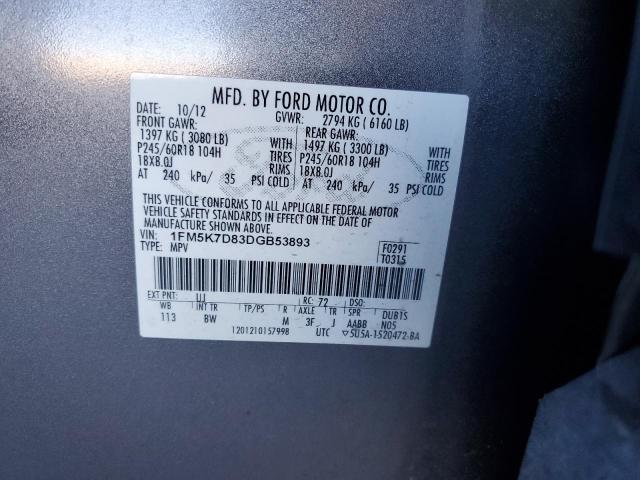 MFD. BY FORD MOTOR CO.
DATE: 10/12 GVWR: 2794 KG ( 6160 LB)
FRONT GAWR: REAR GAWR:
1397 KG ( 3080 LB) WITH 1497 KG ( 3300 LB) WITH
P245/60R18 104H TIRES P245/60R18 104H TIRES
18X8.0J RIMS 18X8.0J RIMS
AT 240 kPa/ 35 PSI COLD AT 240 kPa/ 35 PSI COLD
THIS VEHICLE CONFORMS TO ALL APPLICABLE FEDERAL MOTOR
VEHICLE SAFETY STANDARDS IN EFFECT ON THE DATE OF
MANUFACTURE SHOWN ABOVE.
VIN: 1FM5K7D83DGB53893 F0291
TYPE: MPV T0315
EXT PNT: UJ RC: 72 DSO:
WB INT TR TP/PS R AXLE TR SPR DUB1S
113 BW M 3F J AABB N05
1201210157998 UTC ▽5U5A-1520472-BA